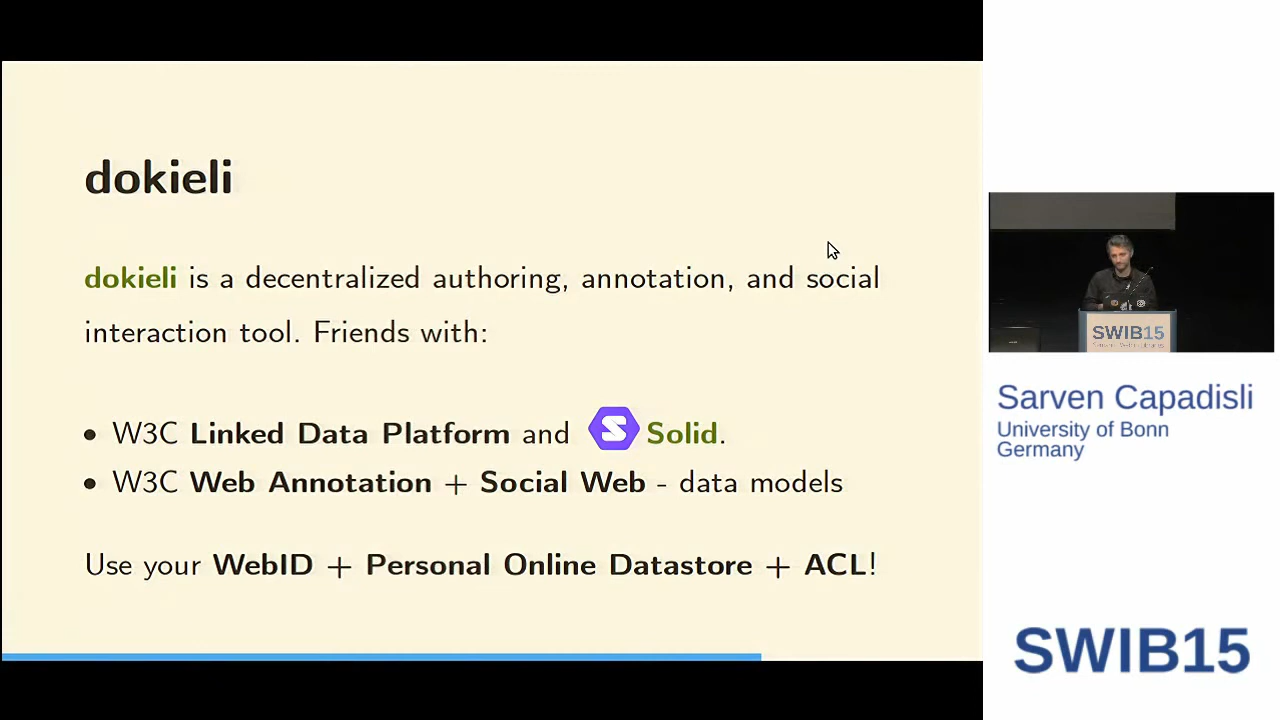 dokieli
dokieli is a decentralized authoring, annotation, and social
interaction tool. Friends with:
• W3C Linked Data Platform and Solid.
• W3C Web Annotation + Social Web - data models
Use your WebID + Personal Online Datastore + ACL!
SWIB15
Sarven Capadisli
University of Bonn
Germany
SWIB15